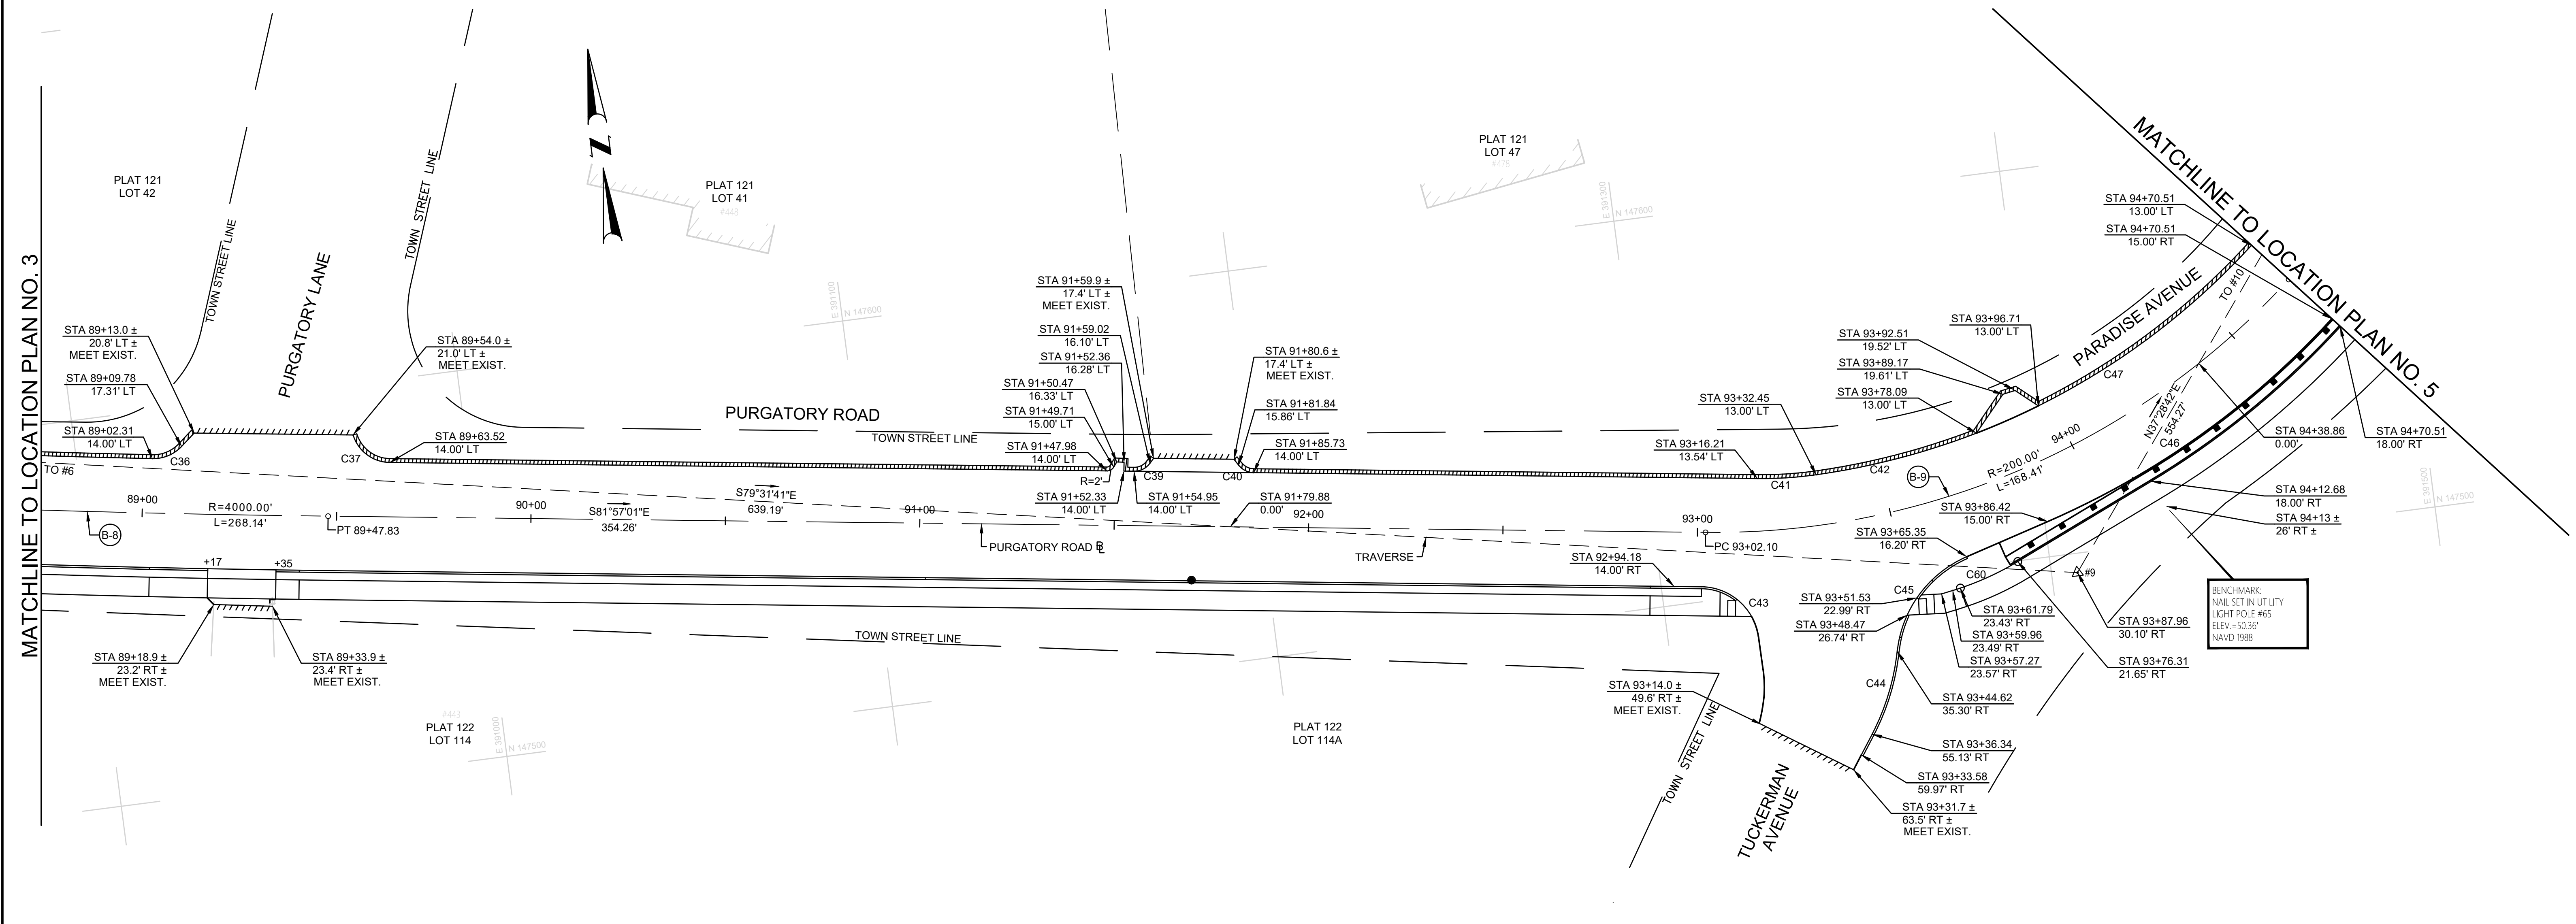 MATCHLINE TO LOCATION PLAN NO. 3
PLAT 121
LOT 42
TOWN STREET LINE
PURGATORY LANE
TOWN STREET LINE
N
PLAT 121
LOT 41
#448
PLAT 121
LOT 47
#478
E 391100
N 147600
E 391300
N 147600
MATCHLINE TO LOCATION PLAN NO. 5
STA 94+70.51
13.00' LT
STA 94+70.51
15.00' RT
PARADISE AVENUE
TO #10
STA 89+13.0 ±
20.8' LT ±
MEET EXIST.
STA 89+09.78
17.31' LT
STA 89+02.31
14.00' LT
TO #6
C36
C37
STA 89+54.0 ±
21.0' LT ±
MEET EXIST.
STA 89+63.52
14.00' LT
PURGATORY ROAD
TOWN STREET LINE
STA 91+59.9 ±
17.4' LT ±
MEET EXIST.
STA 91+59.02
16.10' LT
STA 91+52.36
16.28' LT
STA 91+50.47
16.33' LT
STA 91+49.71
15.00' LT
STA 91+47.98
14.00' LT
R=2'
STA 91+52.33
14.00' LT
C39
STA 91+54.95
14.00' LT
C40
STA 91+80.6 ±
17.4' LT ±
MEET EXIST.
STA 91+81.84
15.86' LT
STA 91+85.73
14.00' LT
STA 91+79.88
0.00'
STA 93+92.51
19.52' LT
STA 93+96.71
13.00' LT
STA 93+89.17
19.61' LT
STA 93+78.09
13.00' LT
STA 93+32.45
13.00' LT
STA 93+16.21
13.54' LT
C41
C42
C47
89+00
R=4000.00'
L=268.14'
B-8
PT 89+47.83
90+00
S81°57'01"E
354.26'
S79°31'41"E
639.19'
91+00
PURGATORY ROAD ℄
92+00
TRAVERSE
93+00
PC 93+02.10
B-9
R=200.00'
L=168.41'
94+00
N37°28'42"E
554.27'
C46
STA 94+38.86
0.00'
STA 94+70.51
18.00' RT
STA 94+12.68
18.00' RT
STA 94+13 ±
26' RT ±
E 391500
N 147500
STA 93+86.42
15.00' RT
STA 93+65.35
16.20' RT
STA 92+94.18
14.00' RT
+17
+35
C43
C45
C60
#9
STA 93+51.53
22.99' RT
STA 93+48.47
26.74' RT
STA 93+61.79
23.43' RT
STA 93+59.96
23.49' RT
STA 93+57.27
23.57' RT
STA 93+87.96
30.10' RT
STA 93+76.31
21.65' RT
BENCHMARK:
NAIL SET IN UTILITY
LIGHT POLE #65
ELEV.=50.36'
NAVD 1988
STA 89+18.9 ±
23.2' RT ±
MEET EXIST.
STA 89+33.9 ±
23.4' RT ±
MEET EXIST.
TOWN STREET LINE
#441
PLAT 122
LOT 114
E 391000
N 147500
PLAT 122
LOT 114A
STA 93+14.0 ±
49.6' RT ±
MEET EXIST.
TOWN STREET LINE
C44
STA 93+44.62
35.30' RT
STA 93+36.34
55.13' RT
STA 93+33.58
59.97' RT
STA 93+31.7 ±
63.5' RT ±
MEET EXIST.
TUCKERMAN
AVENUE